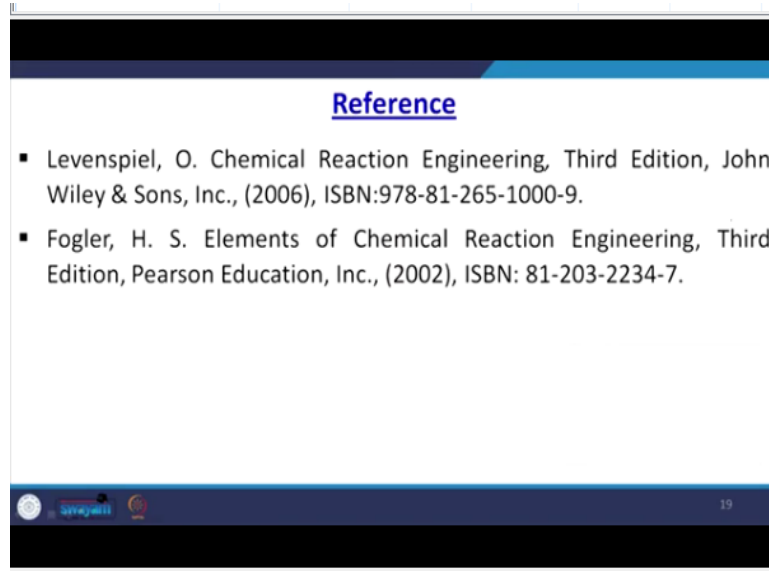 Reference
▪ Levenspiel, O. Chemical Reaction Engineering, Third Edition, John
Wiley & Sons, Inc., (2006), ISBN:978-81-265-1000-9.
▪ Fogler, H. S. Elements of Chemical Reaction Engineering, Third
Edition, Pearson Education, Inc., (2002), ISBN: 81-203-2234-7.
swayam
19